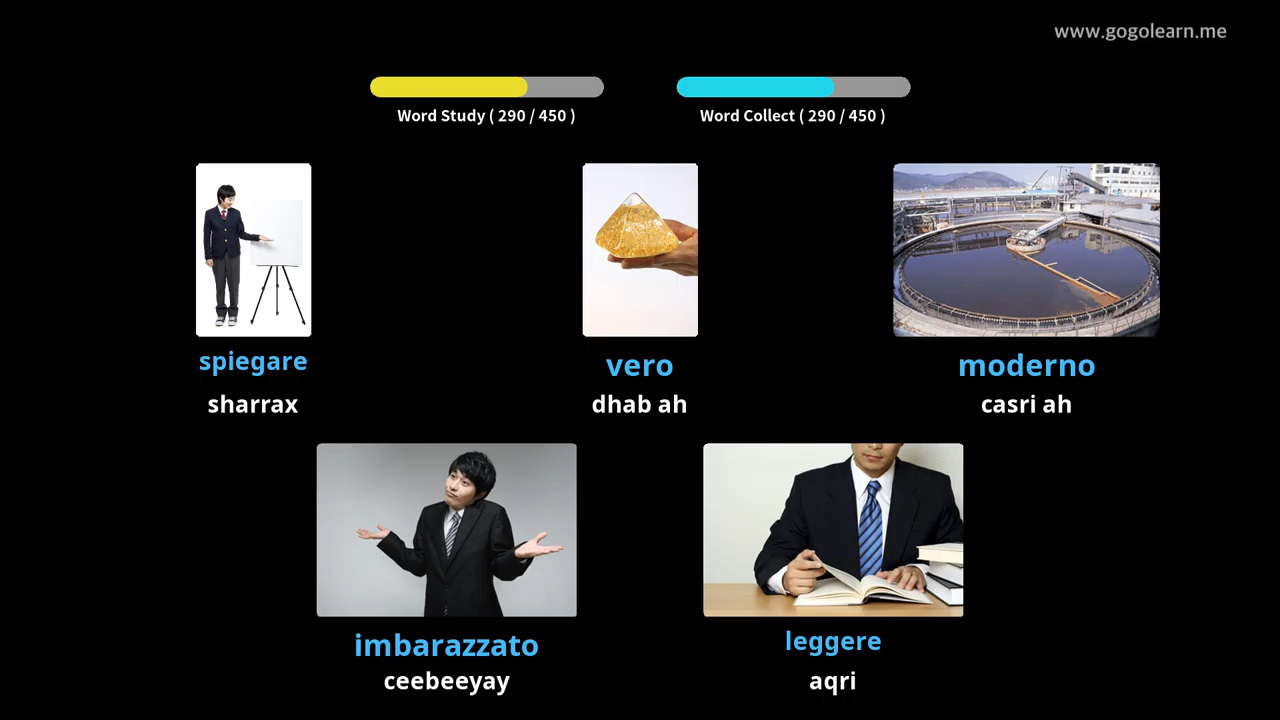 www.gogolearn.me
Word Study ( 290 / 450 )
Word Collect ( 290 / 450 )
spiegare
sharrax
vero
dhab ah
moderno
casri ah
imbarazzato
ceebeeyay
leggere
aqri